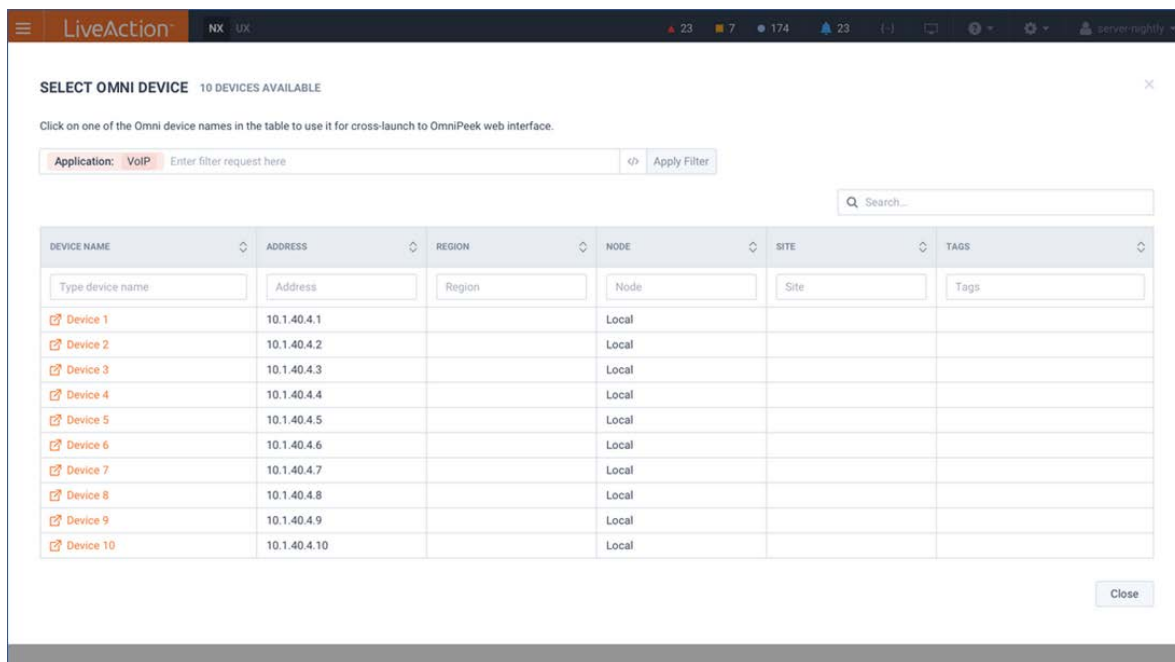 LiveAction NX UX 23 7 174 23 server-nightly
SELECT OMNI DEVICE 10 DEVICES AVAILABLE
Click on one of the Omni device names in the table to use it for cross-launch to OmniPeek web interface.
Application: VoIP Enter filter request here </> Apply Filter
Search...
DEVICE NAME ADDRESS REGION NODE SITE TAGS
Type device name Address Region Node Site Tags
Device 1 10.1.40.4.1 Local
Device 2 10.1.40.4.2 Local
Device 3 10.1.40.4.3 Local
Device 4 10.1.40.4.4 Local
Device 5 10.1.40.4.5 Local
Device 6 10.1.40.4.6 Local
Device 7 10.1.40.4.7 Local
Device 8 10.1.40.4.8 Local
Device 9 10.1.40.4.9 Local
Device 10 10.1.40.4.10 Local
Close